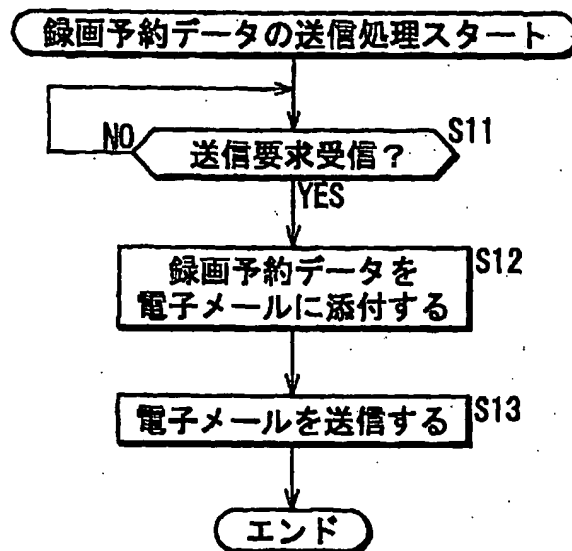 録画予約データの送信処理スタート
NO
送信要求受信?
S11
YES
録画予約データを
電子メールに添付する
S12
電子メールを送信する
S13
エンド